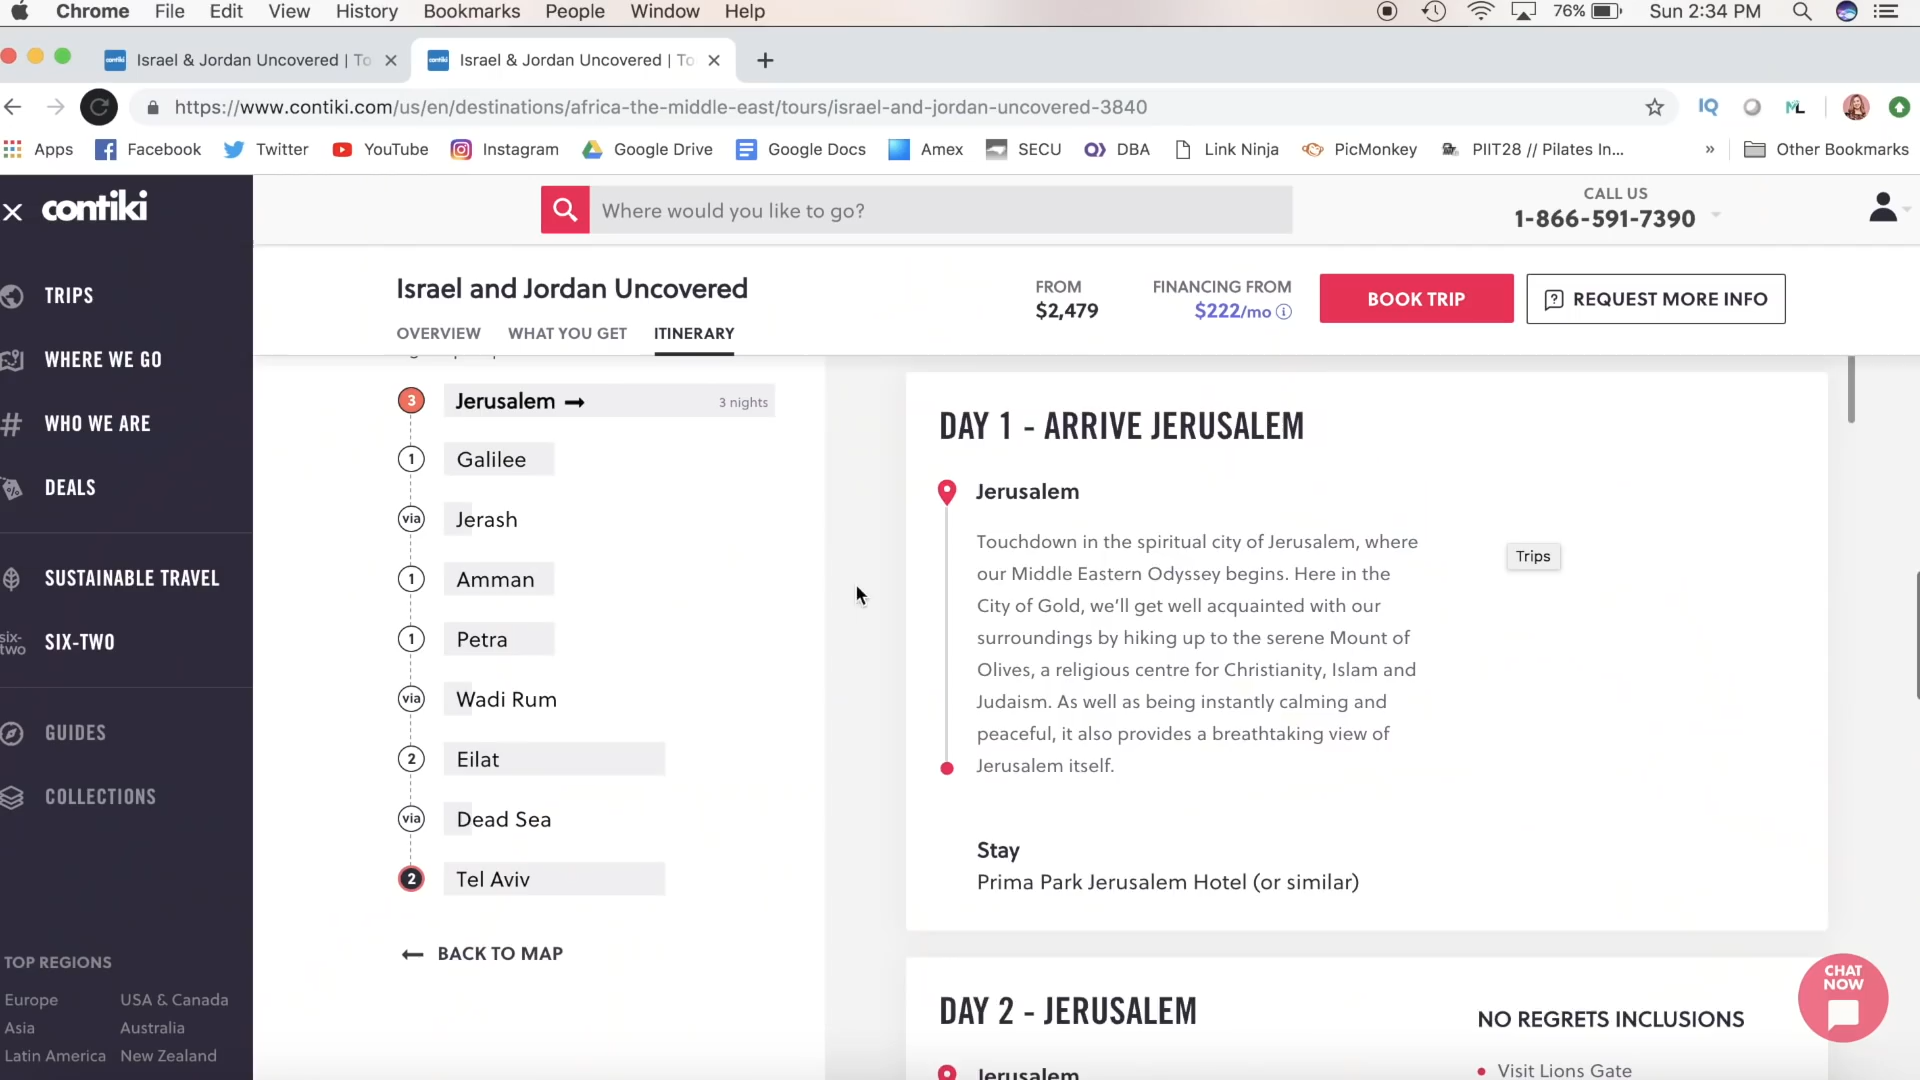 Chrome File Edit View History Bookmarks People Window Help 76% Sun 2:34 PM
Israel & Jordan Uncovered | To
Israel & Jordan Uncovered | To
https://www.contiki.com/us/en/destinations/africa-the-middle-east/tours/israel-and-jordan-uncovered-3840
Apps Facebook Twitter YouTube Instagram Google Drive Google Docs Amex SECU DBA Link Ninja PicMonkey PIIT28 // Pilates In... » Other Bookmarks
contiki
Where would you like to go?
CALL US
1-866-591-7390
TRIPS
WHERE WE GO
WHO WE ARE
DEALS
SUSTAINABLE TRAVEL
six-two
SIX-TWO
GUIDES
COLLECTIONS
TOP REGIONS
Europe USA & Canada
Asia Australia
Latin America New Zealand
Israel and Jordan Uncovered
OVERVIEW WHAT YOU GET ITINERARY
FROM
$2,479
FINANCING FROM
$222/mo
BOOK TRIP
REQUEST MORE INFO
3 Jerusalem 3 nights
1 Galilee
via Jerash
1 Amman
1 Petra
via Wadi Rum
2 Eilat
via Dead Sea
2 Tel Aviv
BACK TO MAP
DAY 1 - ARRIVE JERUSALEM
Jerusalem
Touchdown in the spiritual city of Jerusalem, where
our Middle Eastern Odyssey begins. Here in the
City of Gold, we'll get well acquainted with our
surroundings by hiking up to the serene Mount of
Olives, a religious centre for Christianity, Islam and
Judaism. As well as being instantly calming and
peaceful, it also provides a breathtaking view of
Jerusalem itself.
Trips
Stay
Prima Park Jerusalem Hotel (or similar)
DAY 2 - JERUSALEM
Jerusalem
NO REGRETS INCLUSIONS
Visit Lions Gate
CHAT
NOW